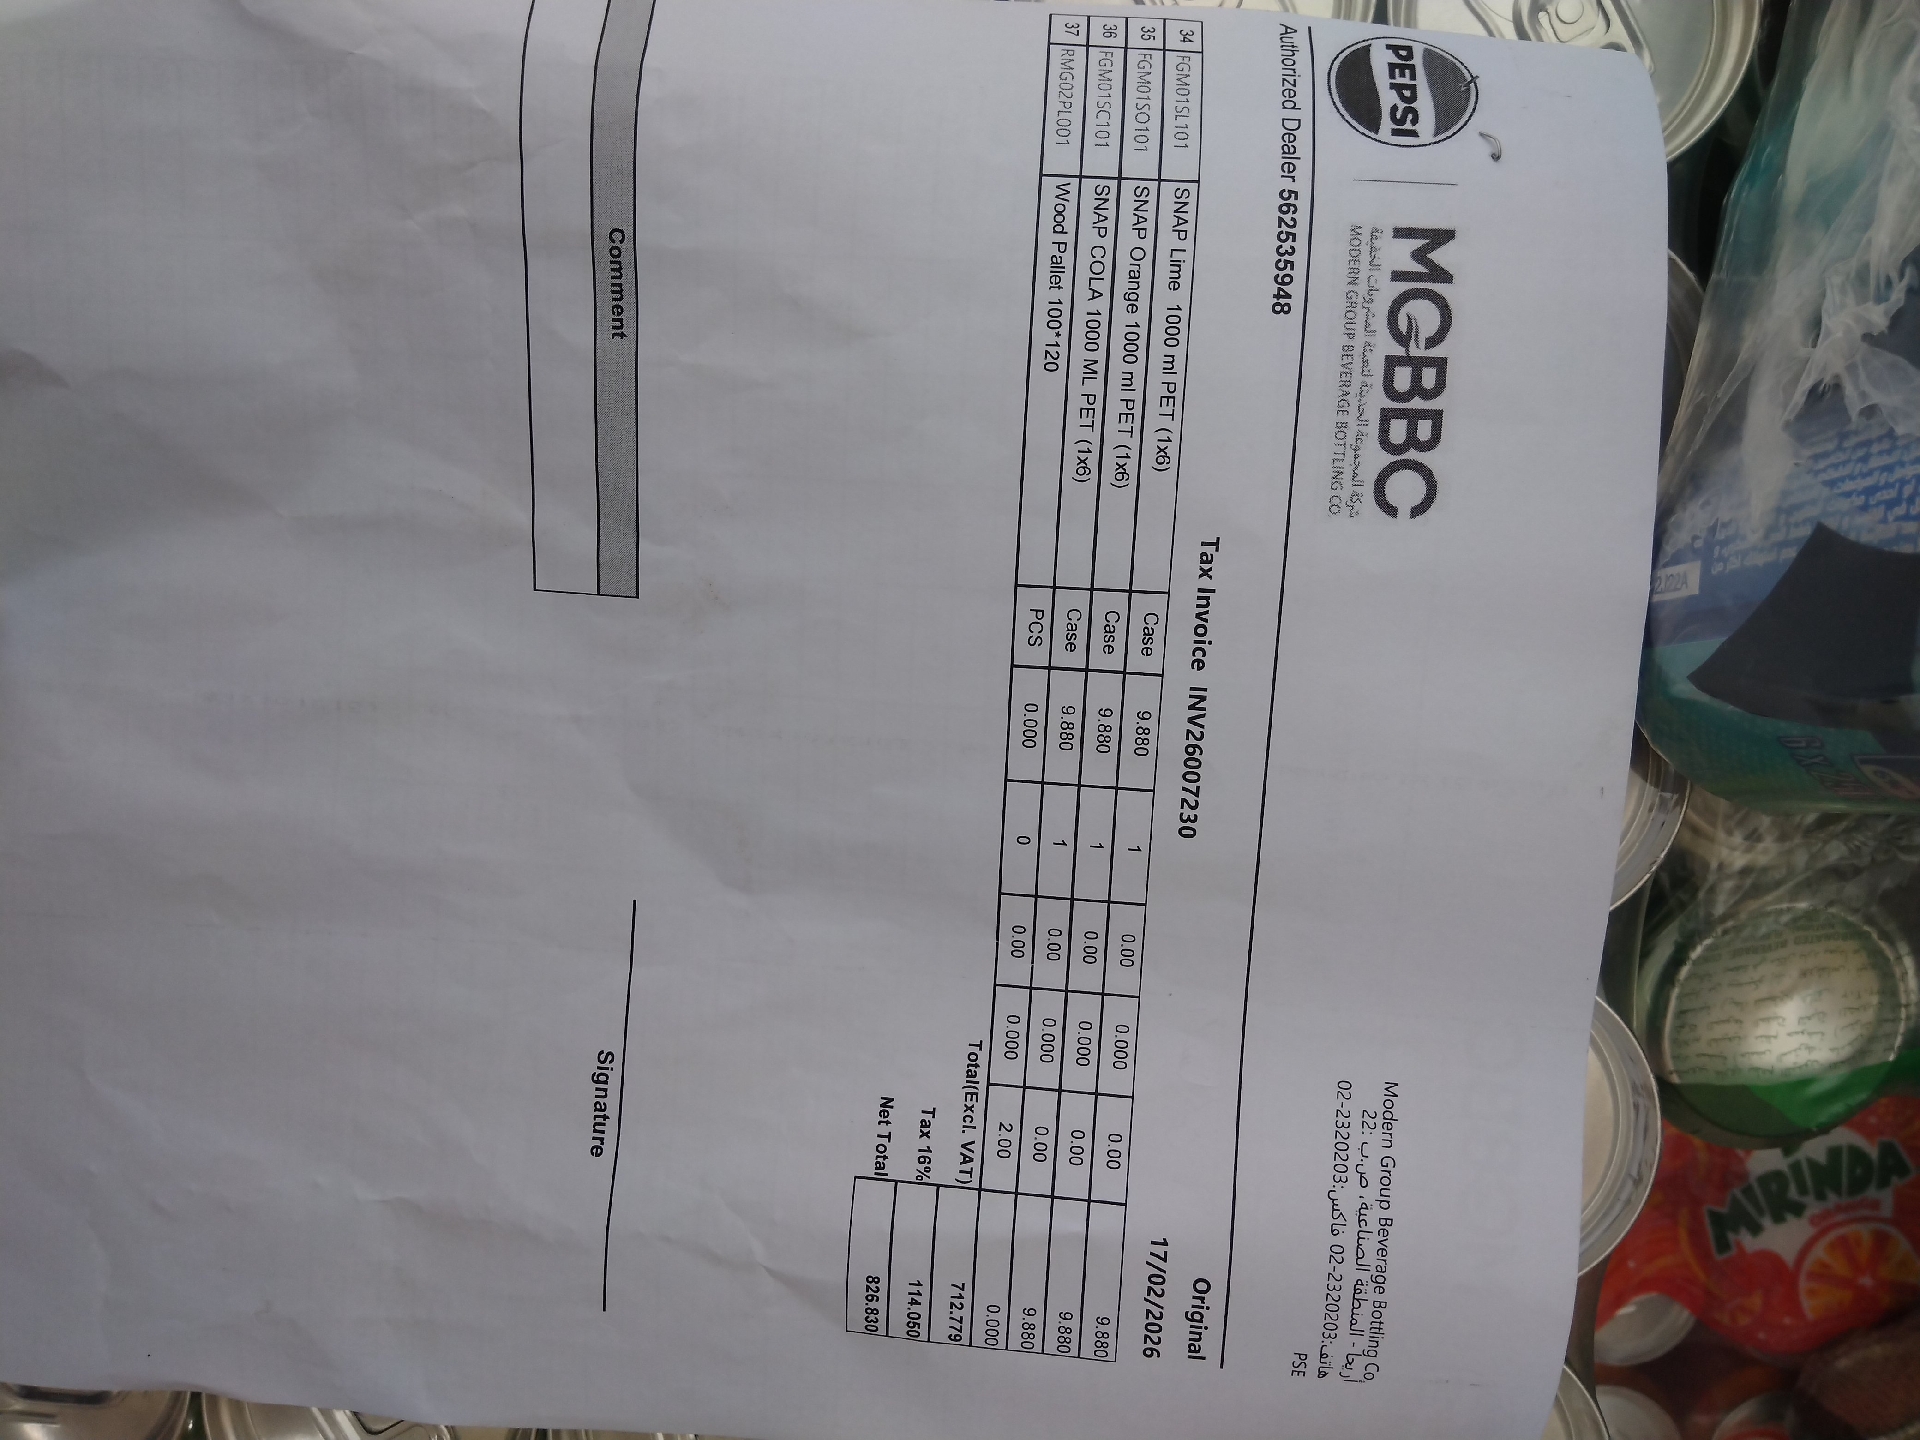 PEPSI
MGBBC
شركة المجموعة الحديثة لتعبئة المشروبات الخفيفة
MODERN GROUP BEVERAGE BOTTLING CO
Modern Group Beverage Bottling Co.
أريحا - المنطقة الصناعية، ص.ب: 22
هاتف:02-2320203 فاكس:02-2320203
PSE
Authorized Dealer 562535948
Original
Tax Invoice INV26007230
17/02/2026
34 FGM01SL101 SNAP Lime 1000 ml PET (1x6) Case 9.880 1 0.00 0.000 0.00 9.880
35 FGM01SO101 SNAP Orange 1000 ml PET (1x6) Case 9.880 1 0.00 0.000 0.00 9.880
36 FGM01SC101 SNAP COLA 1000 ML PET (1x6) Case 9.880 1 0.00 0.000 0.00 9.880
37 RMG02PL001 Wood Pallet 100*120 PCS 0.000 0 0.00 0.000 2.00 0.000
Total(Excl. VAT) 712.779
Tax 16% 114.050
Net Total 826.830
Comment
Signature
MIRINDA